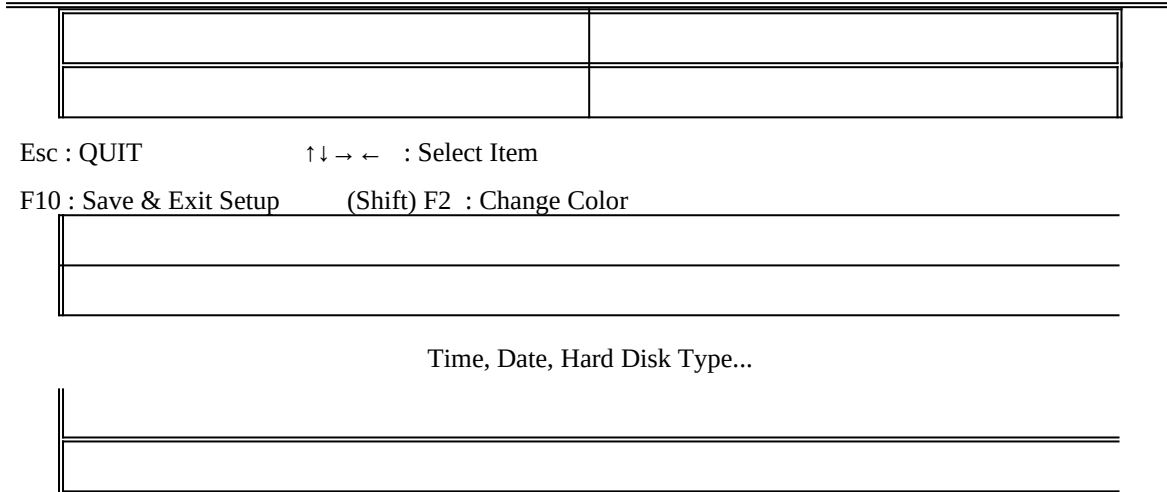 Esc : QUIT ↑↓→← : Select Item
F10 : Save & Exit Setup (Shift) F2 : Change Color
Time, Date, Hard Disk Type...